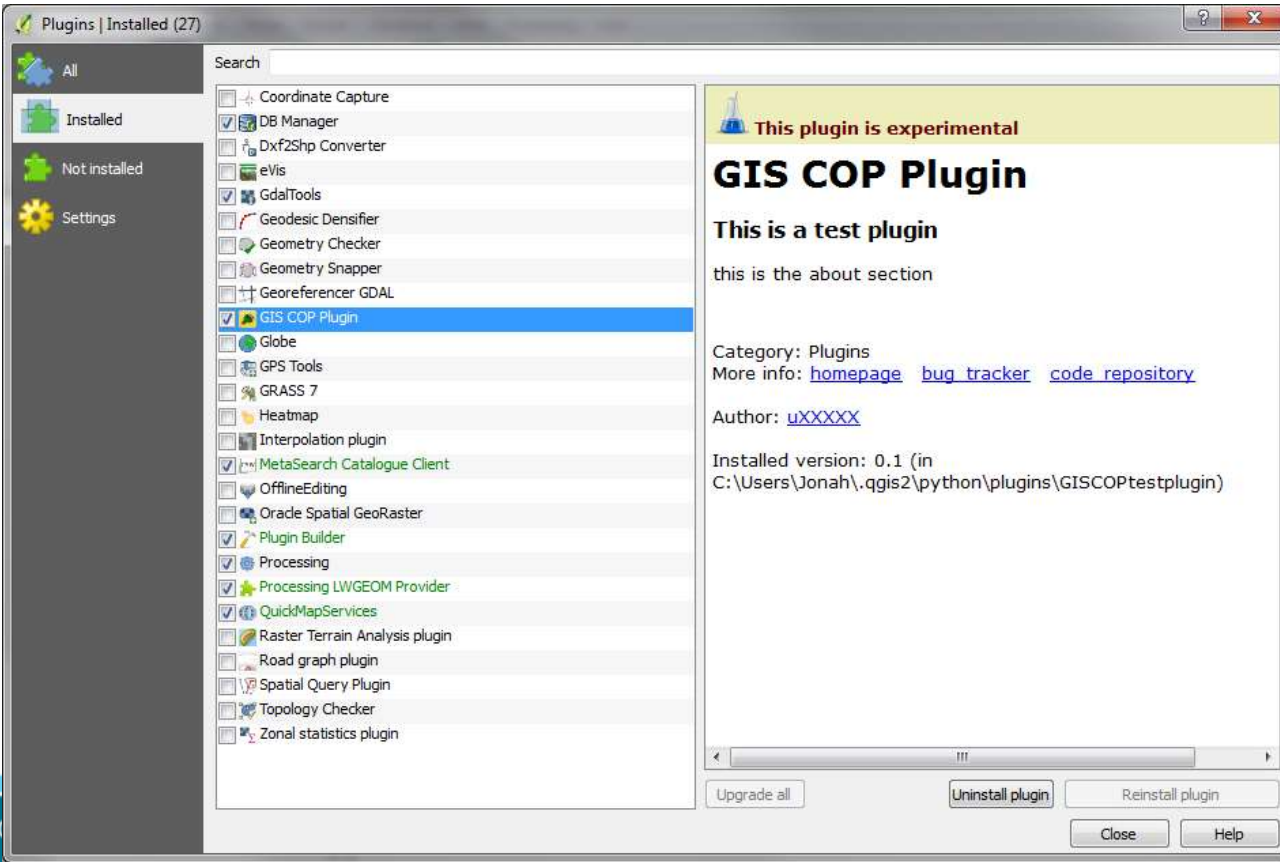 Plugins | Installed (27)
All
Installed
Not installed
Settings
Search
Coordinate Capture
DB Manager
Dxf2Shp Converter
eVis
GdalTools
Geodesic Densifier
Geometry Checker
Geometry Snapper
Georeferencer GDAL
GIS COP Plugin
Globe
GPS Tools
GRASS 7
Heatmap
Interpolation plugin
MetaSearch Catalogue Client
OfflineEditing
Oracle Spatial GeoRaster
Plugin Builder
Processing
Processing LWGEOM Provider
QuickMapServices
Raster Terrain Analysis plugin
Road graph plugin
Spatial Query Plugin
Topology Checker
Zonal statistics plugin
This plugin is experimental
GIS COP Plugin
This is a test plugin
this is the about section
Category: Plugins
More info: homepage bug_tracker code_repository
Author: uXXXXX
Installed version: 0.1 (in
C:\Users\Jonah\.qgis2\python\plugins\GISCOPtestplugin)
Upgrade all
Uninstall plugin
Reinstall plugin
Close
Help